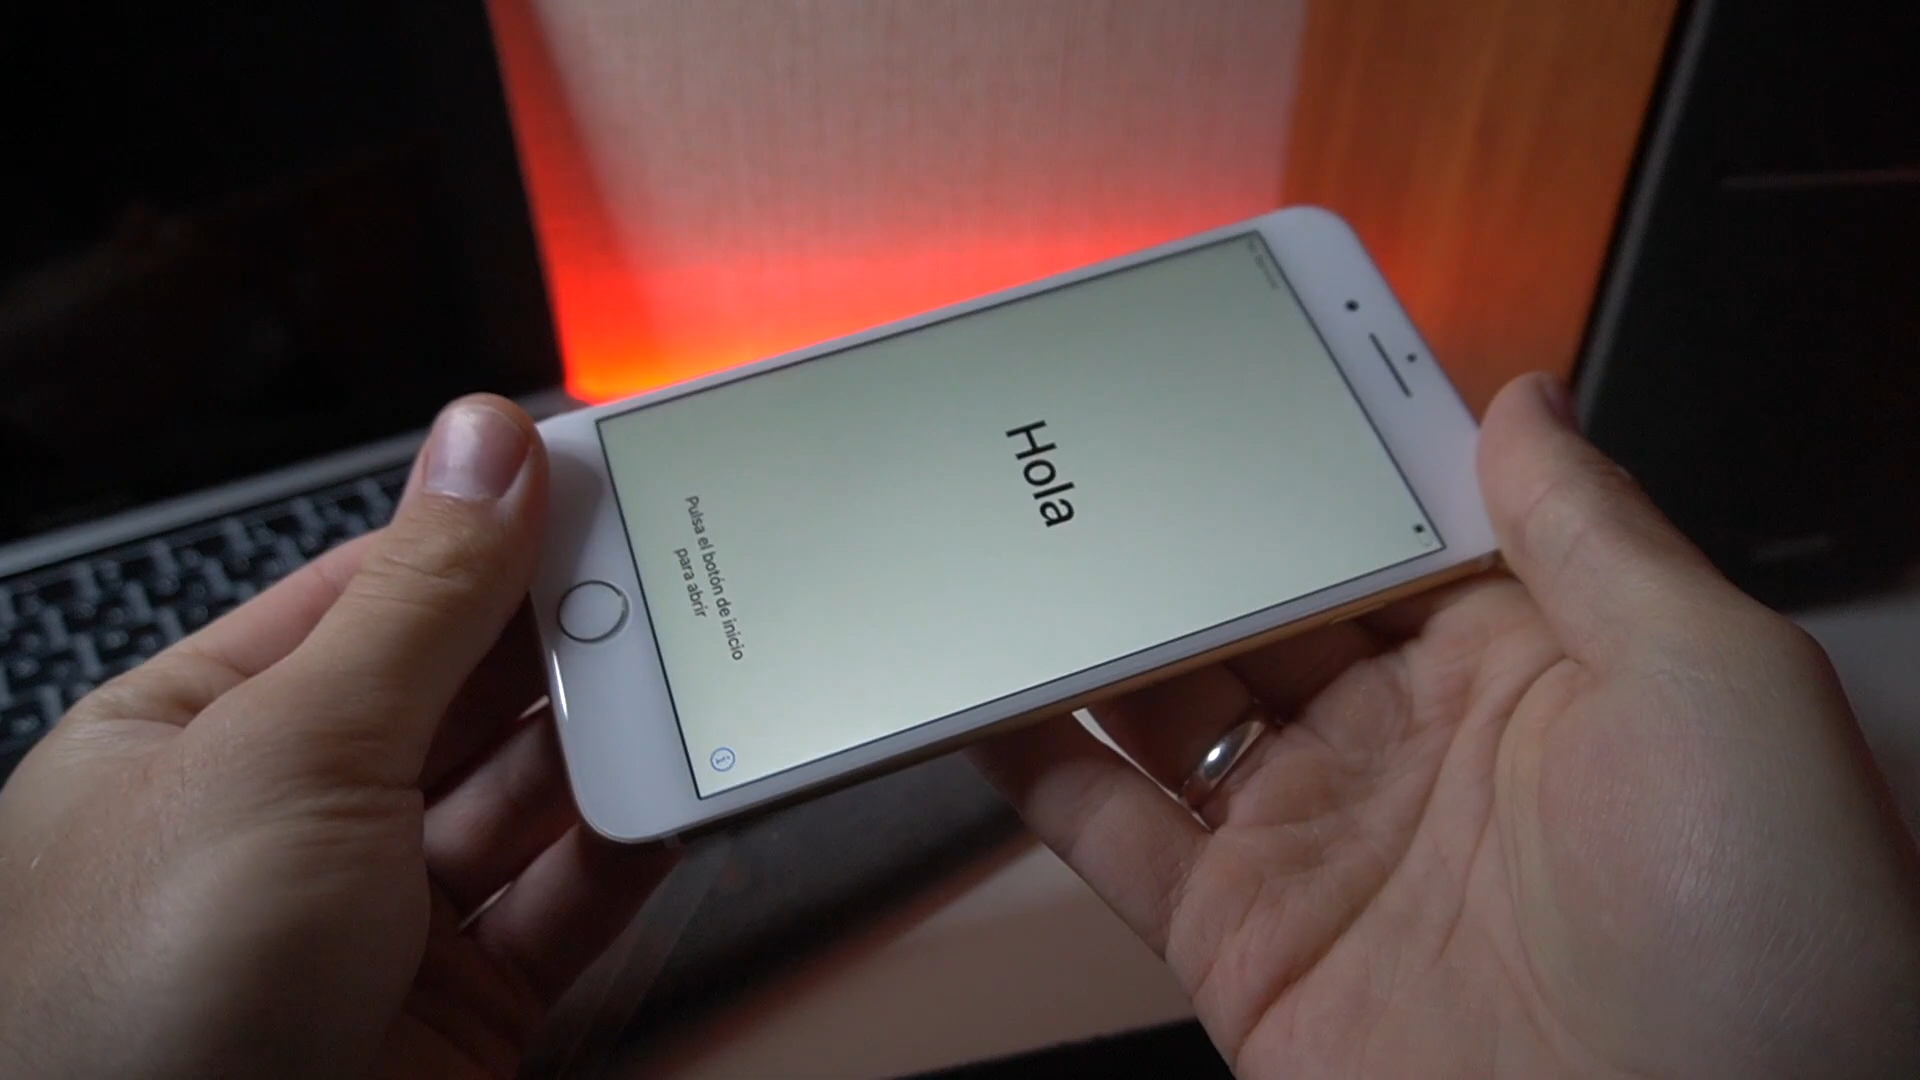 Hola
Pulsa el botón de inicio
para abrir